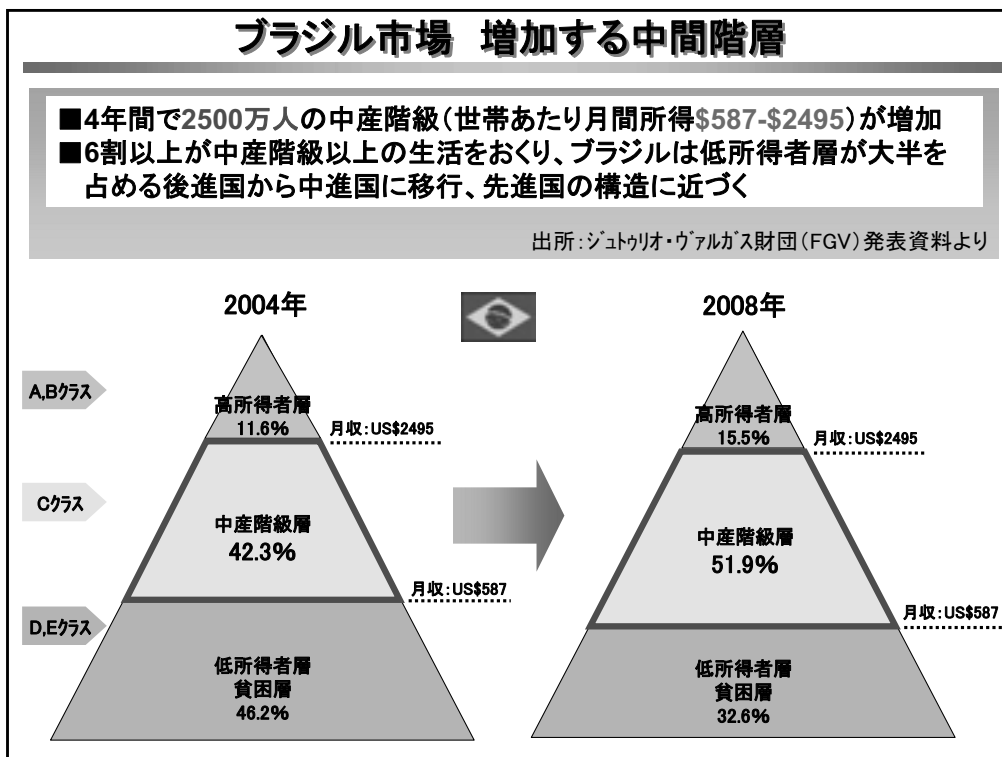 ブラジル市場 増加する中間階層
■4年間で2500万人の中産階級(世帯あたり月間所得$587-$2495)が増加
■6割以上が中産階級以上の生活をおくり、ブラジルは低所得者層が大半を
占める後進国から中進国に移行、先進国の構造に近づく
出所:ジェトゥリオ・ヴァルガス財団(FGV)発表資料より
2004年
2008年
A,Bクラス
高所得者層
11.6%
月収:US$2495
高所得者層
15.5%
月収:US$2495
Cクラス
中産階級層
42.3%
中産階級層
51.9%
月収:US$587
月収:US$587
D,Eクラス
低所得者層
貧困層
46.2%
低所得者層
貧困層
32.6%